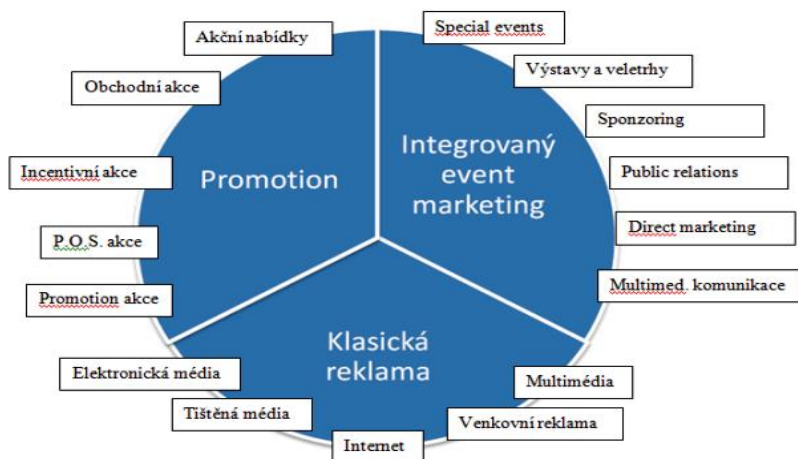 Akční nabídky
Special events
Obchodní akce
Výstavy a veletrhy
Sponzoring
Incentivní akce
Promotion
Integrovaný
event
marketing
Public relations
P.O.S. akce
Direct marketing
Promotion akce
Multimed. komunikace
Klasická
reklama
Elektronická média
Multimédia
Tištěná média
Venkovní reklama
Internet